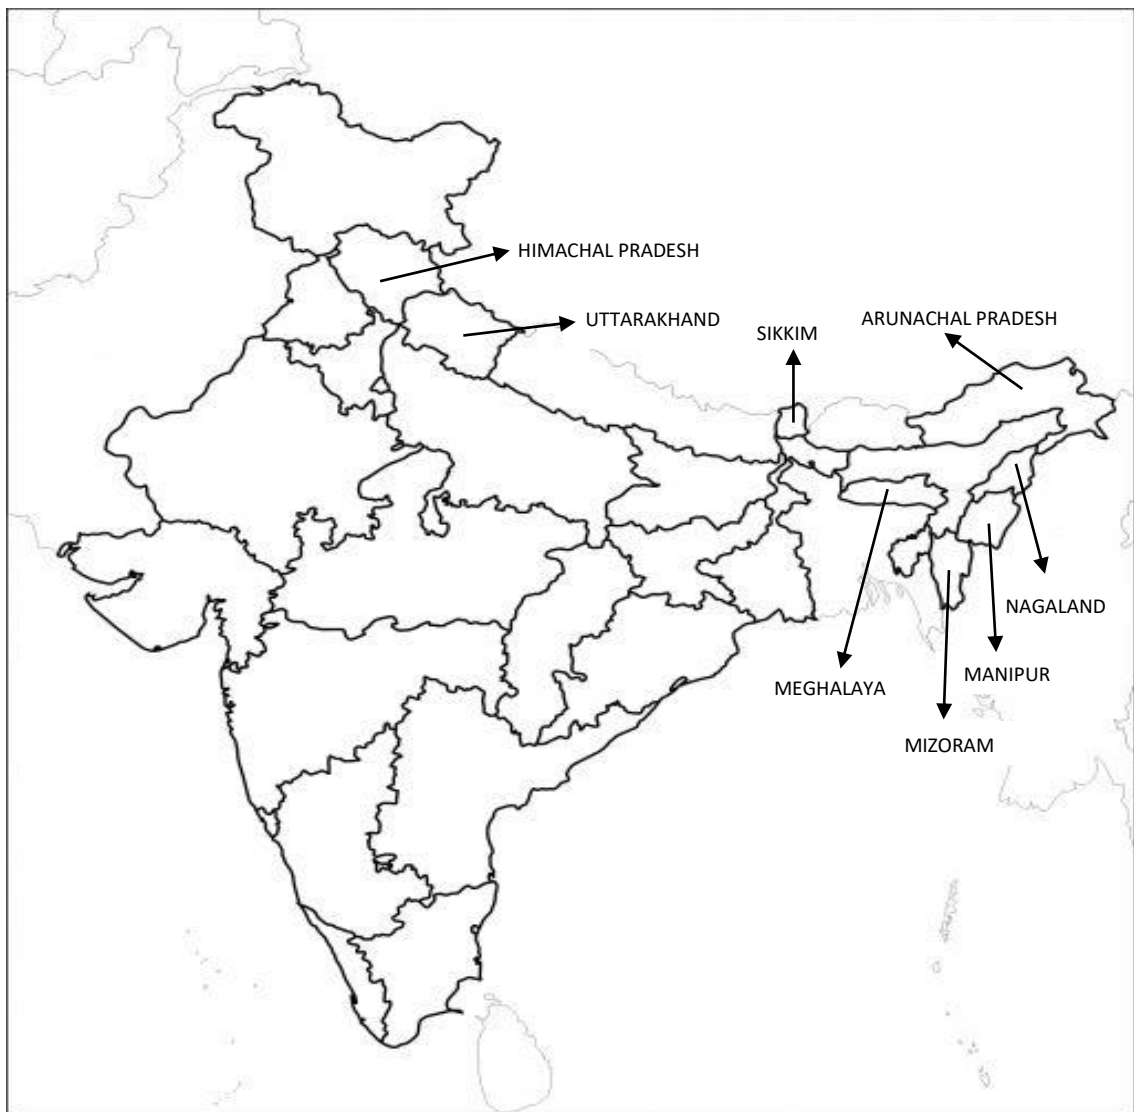 HIMACHAL PRADESH
UTTARAKHAND
ARUNACHAL PRADESH
SIKKIM
NAGALAND
MANIPUR
MEGHALAYA
MIZORAM